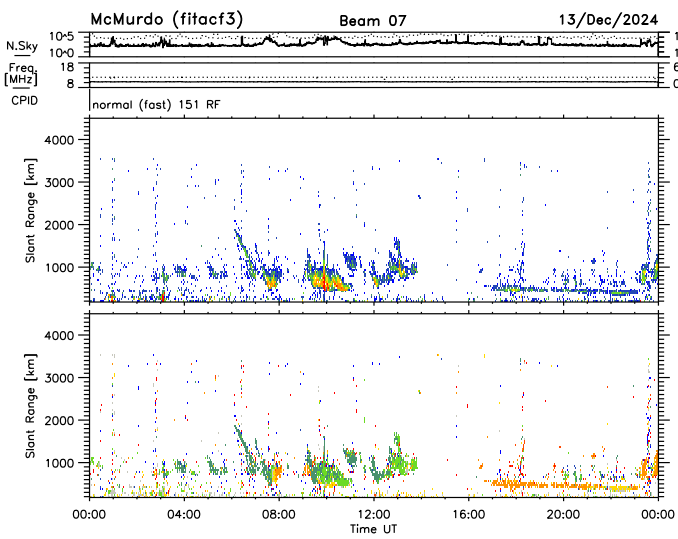 McMurdo (fitacf3) Beam 07 13/Dec/2024
N.Sky 10^5 10^0 1 1
Freq. [MHz] 18 8 6 0
CPID normal (fast) 151 RF
Slant Range [km] 4000 3000 2000 1000
Slant Range [km] 4000 3000 2000 1000
00:00 04:00 08:00 12:00 16:00 20:00 00:00
Time UT